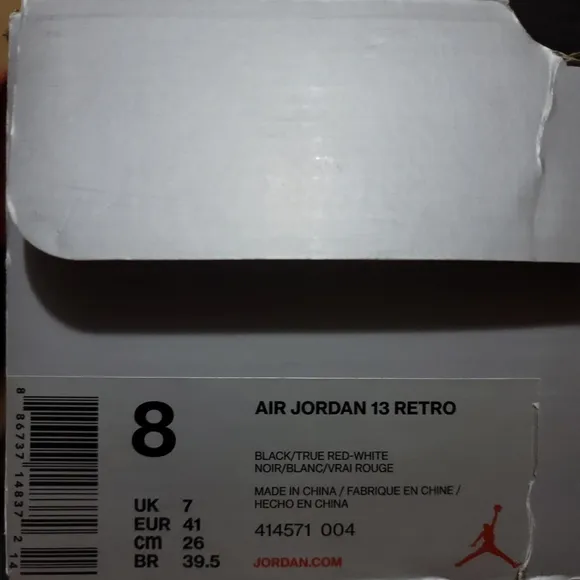 8 86737 14837 2 14
8
AIR JORDAN 13 RETRO
BLACK/TRUE RED-WHITE
NOIR/BLANC/VRAI ROUGE
MADE IN CHINA / FABRIQUE EN CHINE /
HECHO EN CHINA
UK 7
EUR 41
cm 26
BR 39.5
414571 004
JORDAN.COM